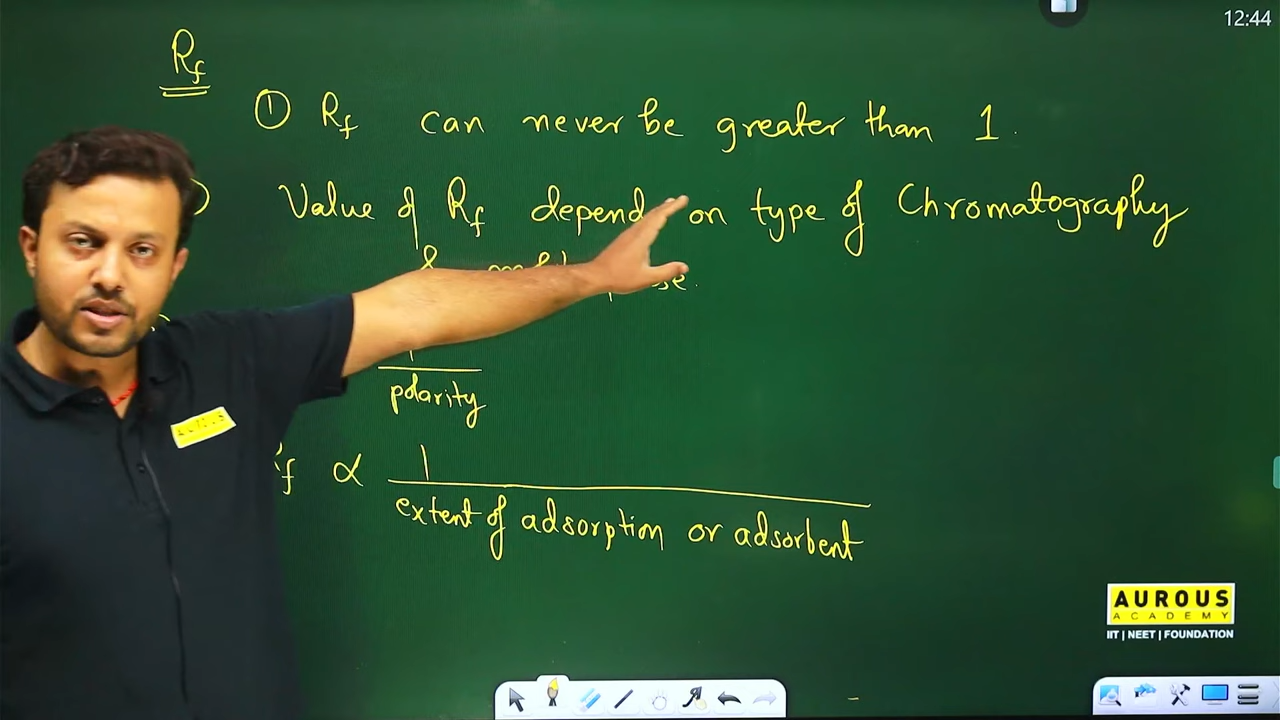 12:44
Rf
① Rf can never be greater than 1.
Value of Rf depend on type of Chromatography
&
polarity
f ∝ 1
extent of adsorption or adsorbent
AUROUS
AUROUS
ACADEMY
IIT | NEET | FOUNDATION